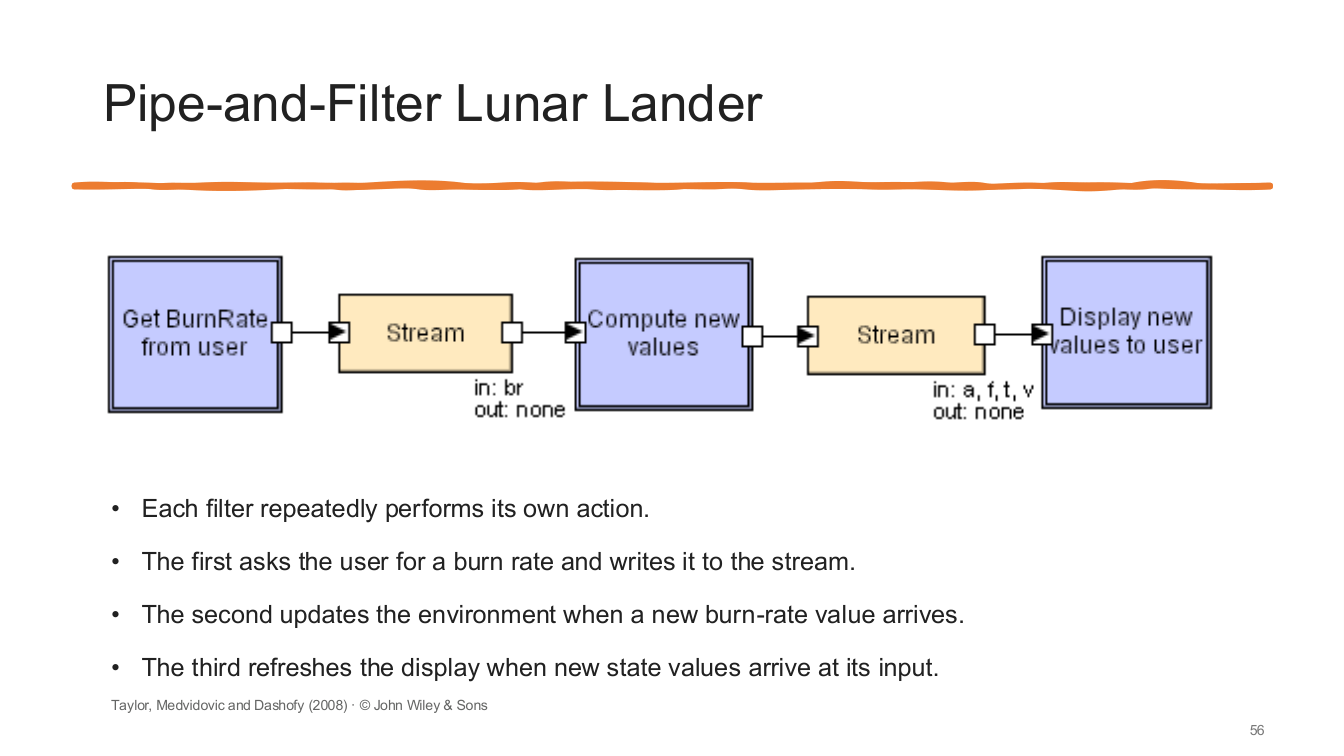 Pipe-and-Filter Lunar Lander
Get BurnRate
from user
Stream
in: br
out: none
Compute new
values
Stream
in: a, f, t, v
out: none
Display new
values to user
• Each filter repeatedly performs its own action.
• The first asks the user for a burn rate and writes it to the stream.
• The second updates the environment when a new burn-rate value arrives.
• The third refreshes the display when new state values arrive at its input.
Taylor, Medvidovic and Dashofy (2008) · © John Wiley & Sons
56